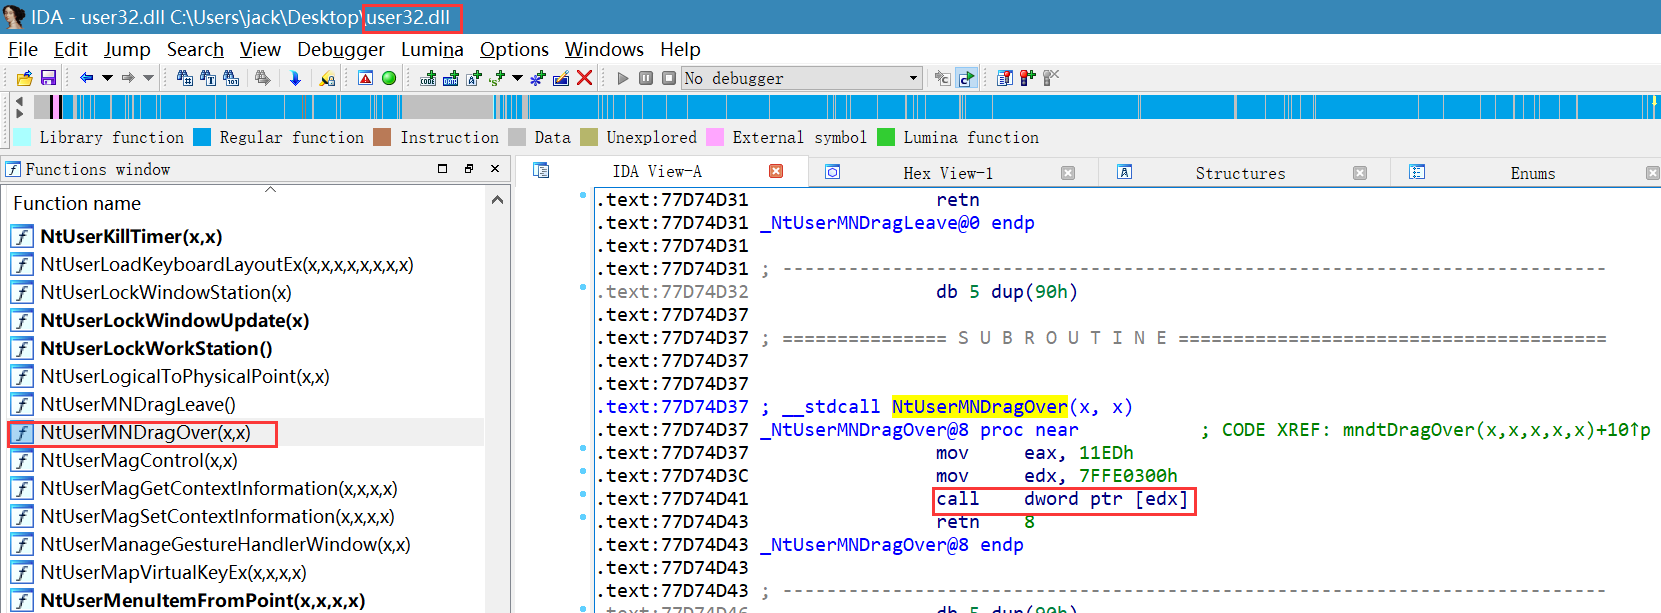 IDA - user32.dll C:\Users\jack\Desktop\user32.dll
File Edit Jump Search View Debugger Lumina Options Windows Help
No debugger
Library function Regular function Instruction Data Unexplored External symbol Lumina function
Functions window
Function name
NtUserKillTimer(x,x)
NtUserLoadKeyboardLayoutEx(x,x,x,x,x,x,x,x)
NtUserLockWindowStation(x)
NtUserLockWindowUpdate(x)
NtUserLockWorkStation()
NtUserLogicalToPhysicalPoint(x,x)
NtUserMNDragLeave()
NtUserMNDragOver(x,x)
NtUserMagControl(x,x)
NtUserMagGetContextInformation(x,x,x,x)
NtUserMagSetContextInformation(x,x,x,x)
NtUserManageGestureHandlerWindow(x,x)
NtUserMapVirtualKeyEx(x,x,x,x)
NtUserMenuItemFromPoint(x,x,x,x)
IDA View-A Hex View-1 Structures Enums
.text:77D74D31 retn
.text:77D74D31 _NtUserMNDragLeave@0 endp
.text:77D74D31
.text:77D74D31 ; ---------------------------------------------------------------------------
.text:77D74D32 db 5 dup(90h)
.text:77D74D37
.text:77D74D37 ; =============== S U B R O U T I N E =======================================
.text:77D74D37
.text:77D74D37
.text:77D74D37 ; __stdcall NtUserMNDragOver(x, x)
.text:77D74D37 _NtUserMNDragOver@8 proc near ; CODE XREF: mndtDragOver(x,x,x,x,x)+10↑p
.text:77D74D37 mov eax, 11EDh
.text:77D74D3C mov edx, 7FFE0300h
.text:77D74D41 call dword ptr [edx]
.text:77D74D43 retn 8
.text:77D74D43 _NtUserMNDragOver@8 endp
.text:77D74D43
.text:77D74D43 ; ---------------------------------------------------------------------------
.text:77D74D46 db 5 dup(90h)